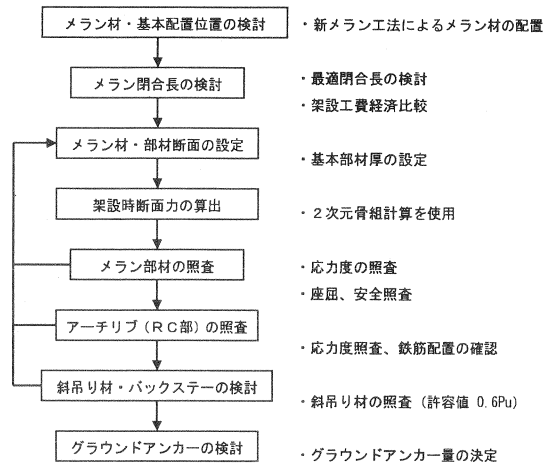 メラン材・基本配置位置の検討
・新メラン工法によるメラン材の配置
メラン閉合長の検討
・最適閉合長の検討
・架設工費経済比較
メラン材・部材断面の設定
・基本部材厚の設定
架設時断面力の算出
・２次元骨組計算を使用
メラン部材の照査
・応力度の照査
・座屈、安全照査
アーチリブ（ＲＣ部）の照査
・応力度照査、鉄筋配置の確認
斜吊り材・バックステーの検討
・斜吊り材の照査（許容値 0.6Pu）
グラウンドアンカーの検討
・グラウンドアンカー量の決定